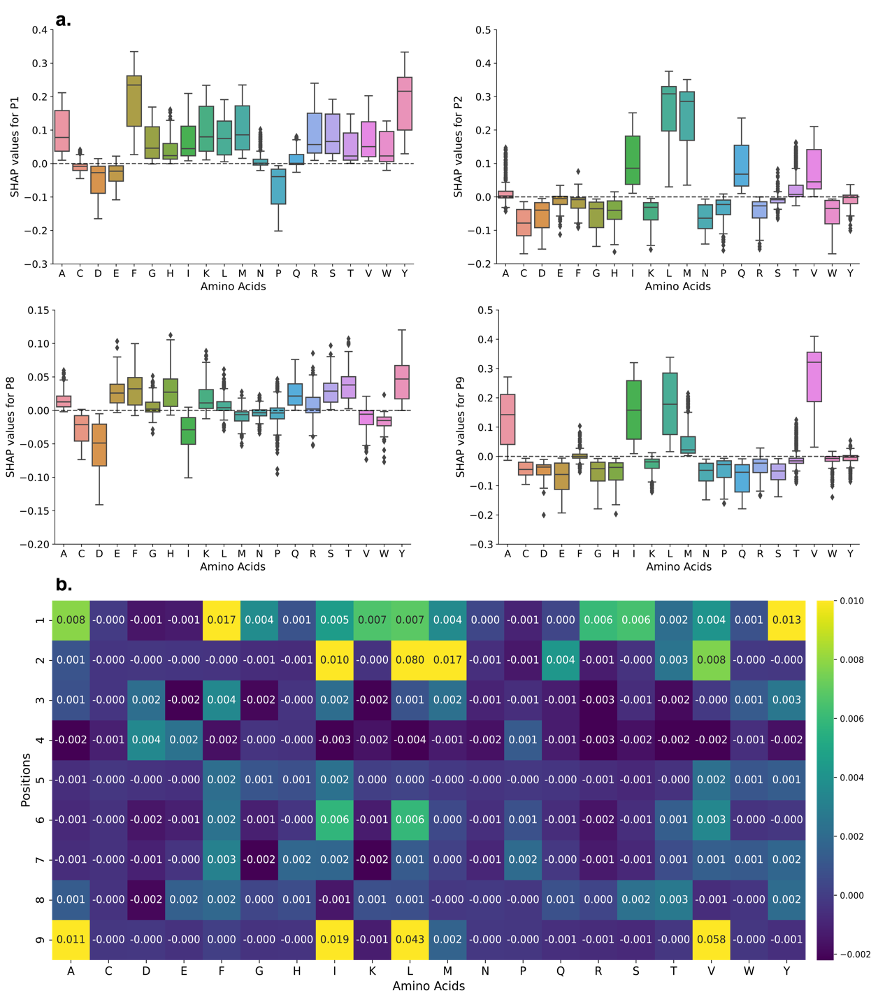 a.
0.4
0.3
0.2
0.1
0.0
−0.1
−0.2
−0.3
SHAP values for P1
A C D E F G H I K L M N P Q R S T V W Y
Amino Acids
0.5
0.4
0.3
0.2
0.1
0.0
−0.1
−0.2
SHAP values for P2
A C D E F G H I K L M N P Q R S T V W Y
Amino Acids
0.15
0.10
0.05
0.00
−0.05
−0.10
−0.15
−0.20
SHAP values for P8
A C D E F G H I K L M N P Q R S T V W Y
Amino Acids
0.5
0.4
0.3
0.2
0.1
0.0
−0.1
−0.2
−0.3
SHAP values for P9
A C D E F G H I K L M N P Q R S T V W Y
Amino Acids
b.
Positions
1 0.008 -0.000 -0.001 -0.001 0.017 0.004 0.001 0.005 0.007 0.007 0.004 0.000 -0.001 0.000 0.006 0.006 0.002 0.004 0.001 0.013
2 0.001 -0.000 -0.000 -0.000 -0.000 -0.001 -0.001 0.010 -0.000 0.080 0.017 -0.001 -0.001 0.004 -0.001 -0.000 0.003 0.008 -0.000 -0.000
3 0.001 -0.000 0.002 -0.002 0.004 -0.002 -0.000 0.002 -0.002 0.001 0.002 -0.001 -0.001 -0.001 -0.003 -0.001 -0.002 -0.000 0.001 0.003
4 -0.002 -0.001 0.004 0.002 -0.002 -0.000 -0.000 -0.003 -0.002 -0.004 -0.001 -0.002 0.001 -0.001 -0.003 -0.002 -0.002 -0.002 -0.001 -0.002
5 -0.001 -0.000 -0.000 -0.000 0.002 0.001 0.001 0.002 0.000 0.000 -0.000 -0.000 -0.000 -0.000 -0.001 -0.001 -0.000 0.002 0.001 0.001
6 -0.001 -0.000 -0.002 -0.001 0.002 -0.001 -0.000 0.006 -0.001 0.006 0.000 -0.001 0.001 -0.001 -0.002 -0.001 0.001 0.003 -0.000 -0.000
7 -0.001 -0.000 -0.001 -0.000 0.003 -0.002 0.002 0.002 -0.002 0.001 0.000 -0.001 0.002 -0.000 -0.001 -0.001 0.001 0.001 0.001 0.002
8 0.001 -0.000 -0.002 0.002 0.002 0.000 0.001 -0.001 0.001 0.001 -0.000 -0.000 -0.000 0.001 0.000 0.002 0.003 -0.001 -0.000 0.002
9 0.011 -0.000 -0.000 -0.000 0.000 -0.000 -0.000 0.019 -0.001 0.043 0.002 -0.000 -0.000 -0.001 -0.001 -0.001 -0.000 0.058 -0.000 -0.001
A C D E F G H I K L M N P Q R S T V W Y
Amino Acids
0.010
0.008
0.006
0.004
0.002
0.000
−0.002